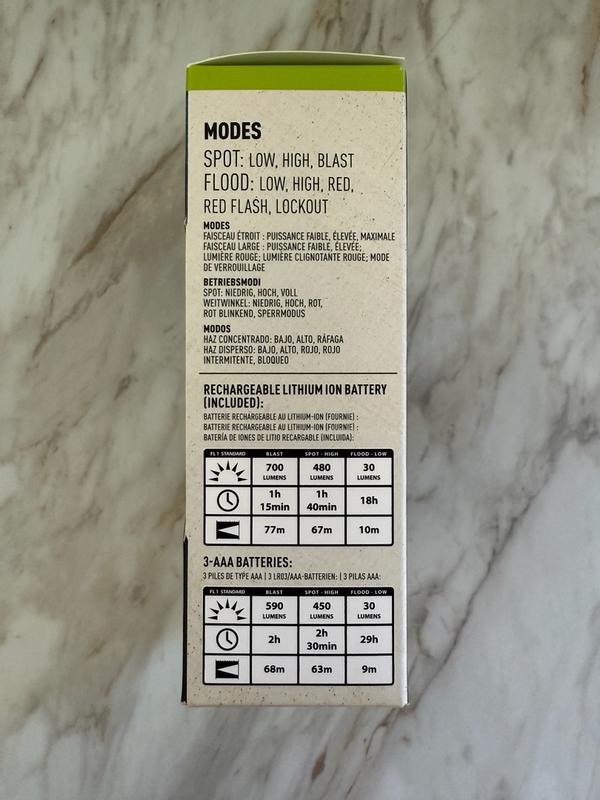 MODES
SPOT: LOW, HIGH, BLAST
FLOOD: LOW, HIGH, RED,
RED FLASH, LOCKOUT
MODES
FAISCEAU ÉTROIT : PUISSANCE FAIBLE, ÉLEVÉE, MAXIMALE
FAISCEAU LARGE : PUISSANCE FAIBLE, ÉLEVÉE;
LUMIÈRE ROUGE; LUMIÈRE CLIGNOTANTE ROUGE; MODE
DE VERROUILLAGE
BETRIEBSMODI
SPOT: NIEDRIG, HOCH, VOLL
WEITWINKEL: NIEDRIG, HOCH, ROT,
ROT BLINKEND, SPERRMODUS
MODOS
HAZ CONCENTRADO: BAJO, ALTO, RÁFAGA
HAZ DISPERSO: BAJO, ALTO, ROJO, ROJO
INTERMITENTE, BLOQUEO
RECHARGEABLE LITHIUM ION BATTERY
(INCLUDED):
BATTERIE RECHARGEABLE AU LITHIUM-ION (FOURNIE) :
BATTERIE RECHARGEABLE AU LITHIUM-ION (FOURNIE) :
BATERÍA DE IONES DE LITIO RECARGABLE (INCLUIDA):
FL1 STANDARD BLAST SPOT - HIGH FLOOD - LOW
700 LUMENS 480 LUMENS 30 LUMENS
1h 15min 1h 40min 18h
77m 67m 10m
3-AAA BATTERIES:
3 PILES DE TYPE AAA | 3 LR03/AAA-BATTERIEN: | 3 PILAS AAA:
FL1 STANDARD BLAST SPOT - HIGH FLOOD - LOW
590 LUMENS 450 LUMENS 30 LUMENS
2h 2h 30min 29h
68m 63m 9m